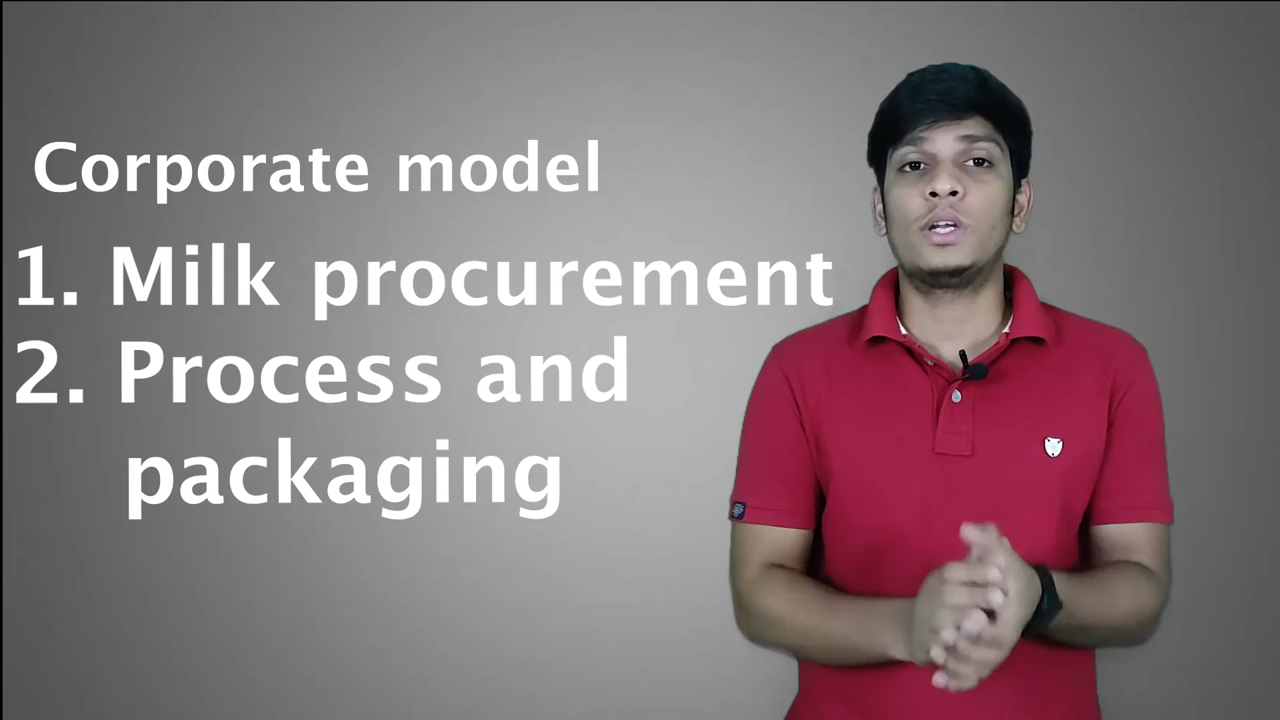 Corporate model
1. Milk procurement
2. Process and
packaging